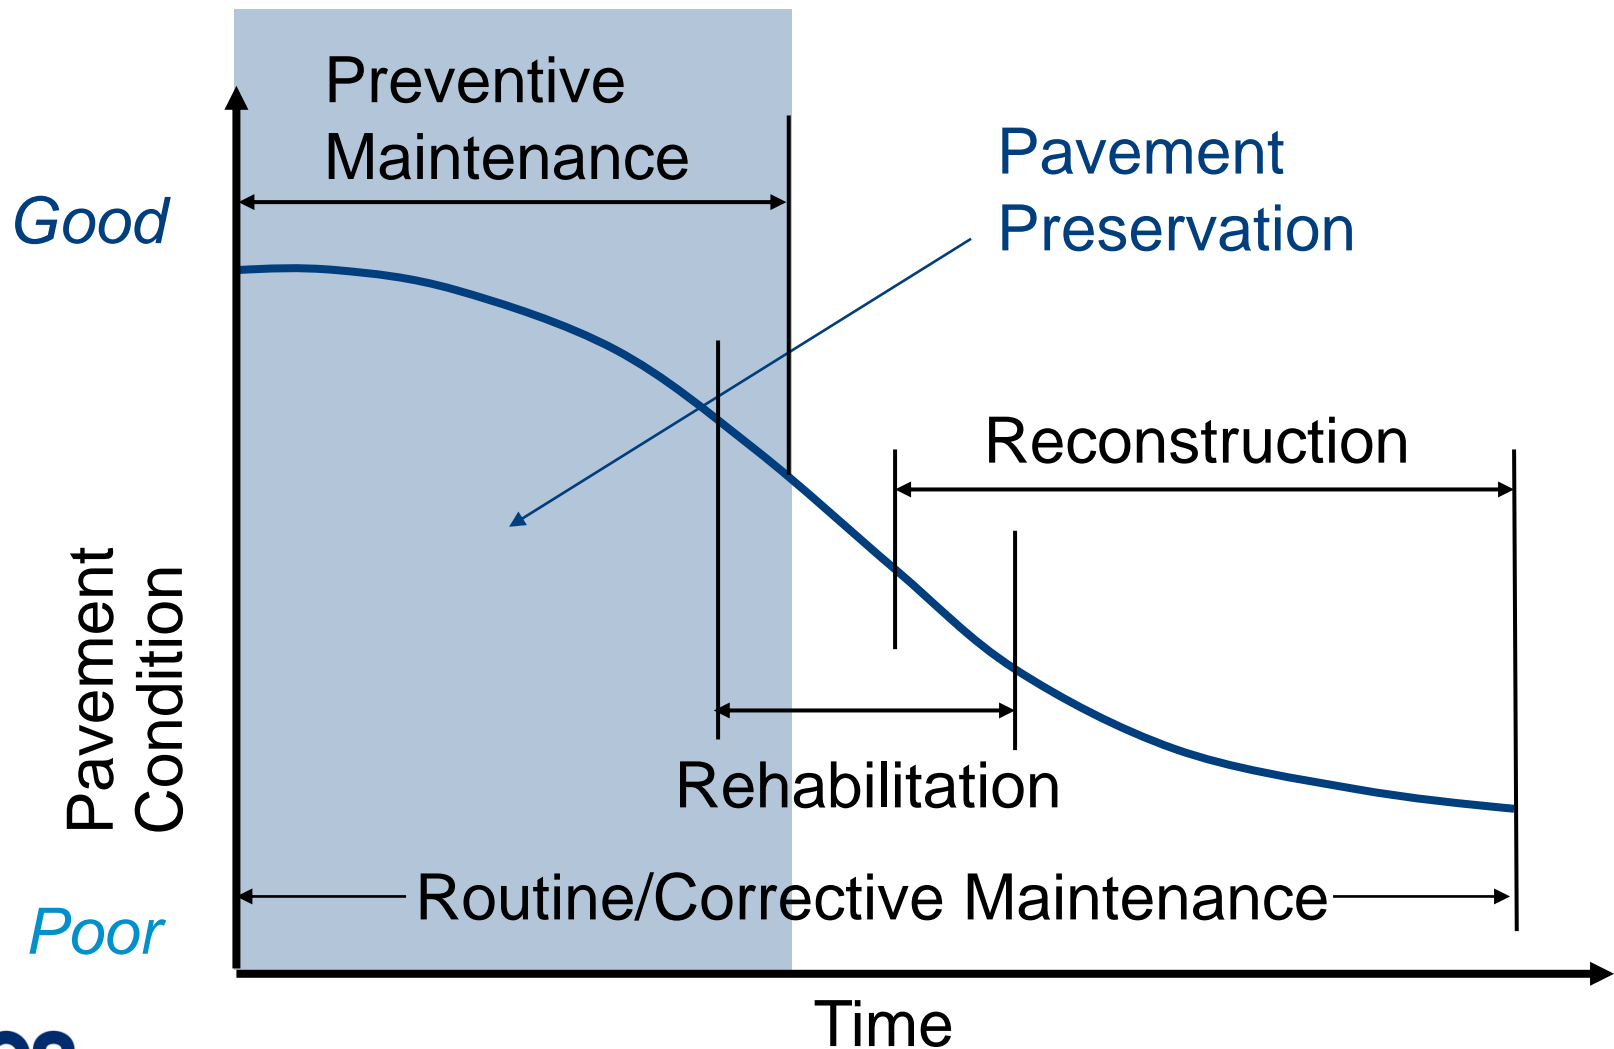 Preventive
Maintenance
Pavement
Preservation
Good
Reconstruction
Pavement
Condition
Rehabilitation
Routine/Corrective Maintenance
Poor
Time